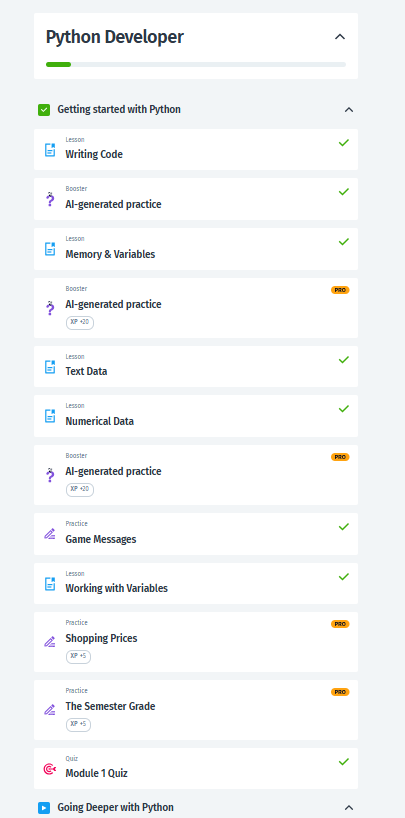 Python Developer
Getting started with Python
Lesson
Writing Code
Booster
AI-generated practice
Lesson
Memory & Variables
Booster
PRO
AI-generated practice
XP +20
Lesson
Text Data
Lesson
Numerical Data
Booster
PRO
AI-generated practice
XP +20
Practice
Game Messages
Lesson
Working with Variables
Practice
PRO
Shopping Prices
XP +5
Practice
PRO
The Semester Grade
XP +5
Quiz
Module 1 Quiz
Going Deeper with Python